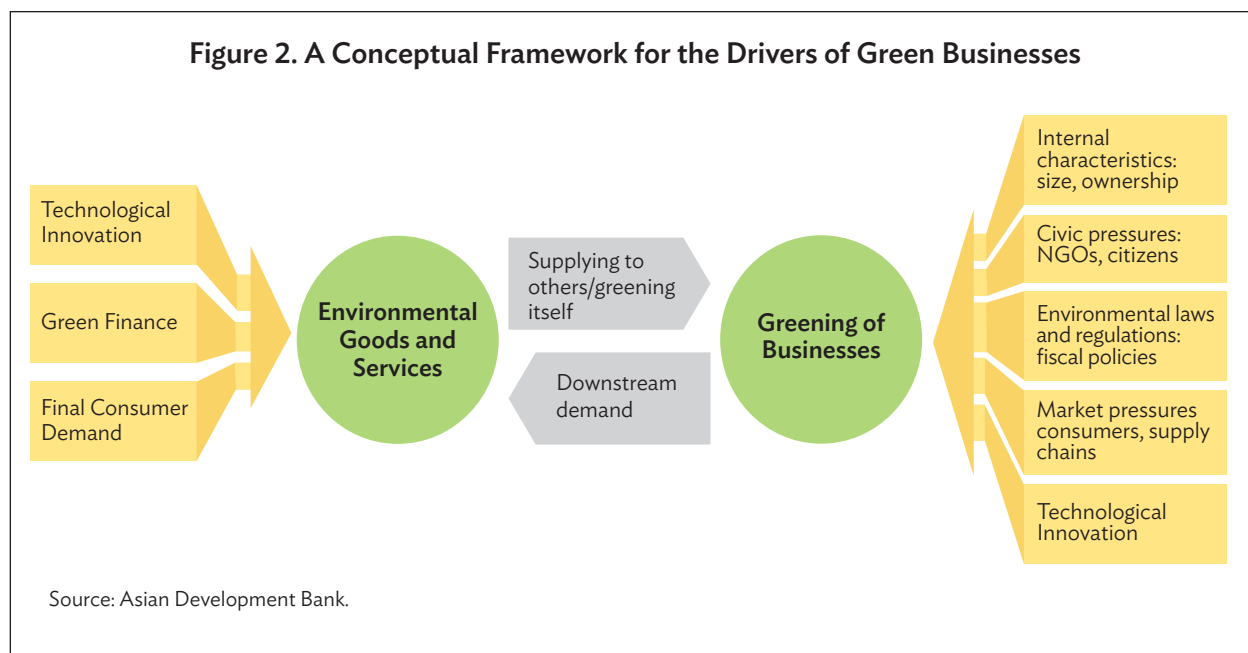 Figure 2. A Conceptual Framework for the Drivers of Green Businesses
Technological
Innovation
Green Finance
Final Consumer
Demand
Environmental
Goods and
Services
Supplying to
others/greening
itself
Downstream
demand
Greening of
Businesses
Internal
characteristics:
size, ownership
Civic pressures:
NGOs, citizens
Environmental laws
and regulations:
fiscal policies
Market pressures
consumers, supply
chains
Technological
Innovation
Source: Asian Development Bank.